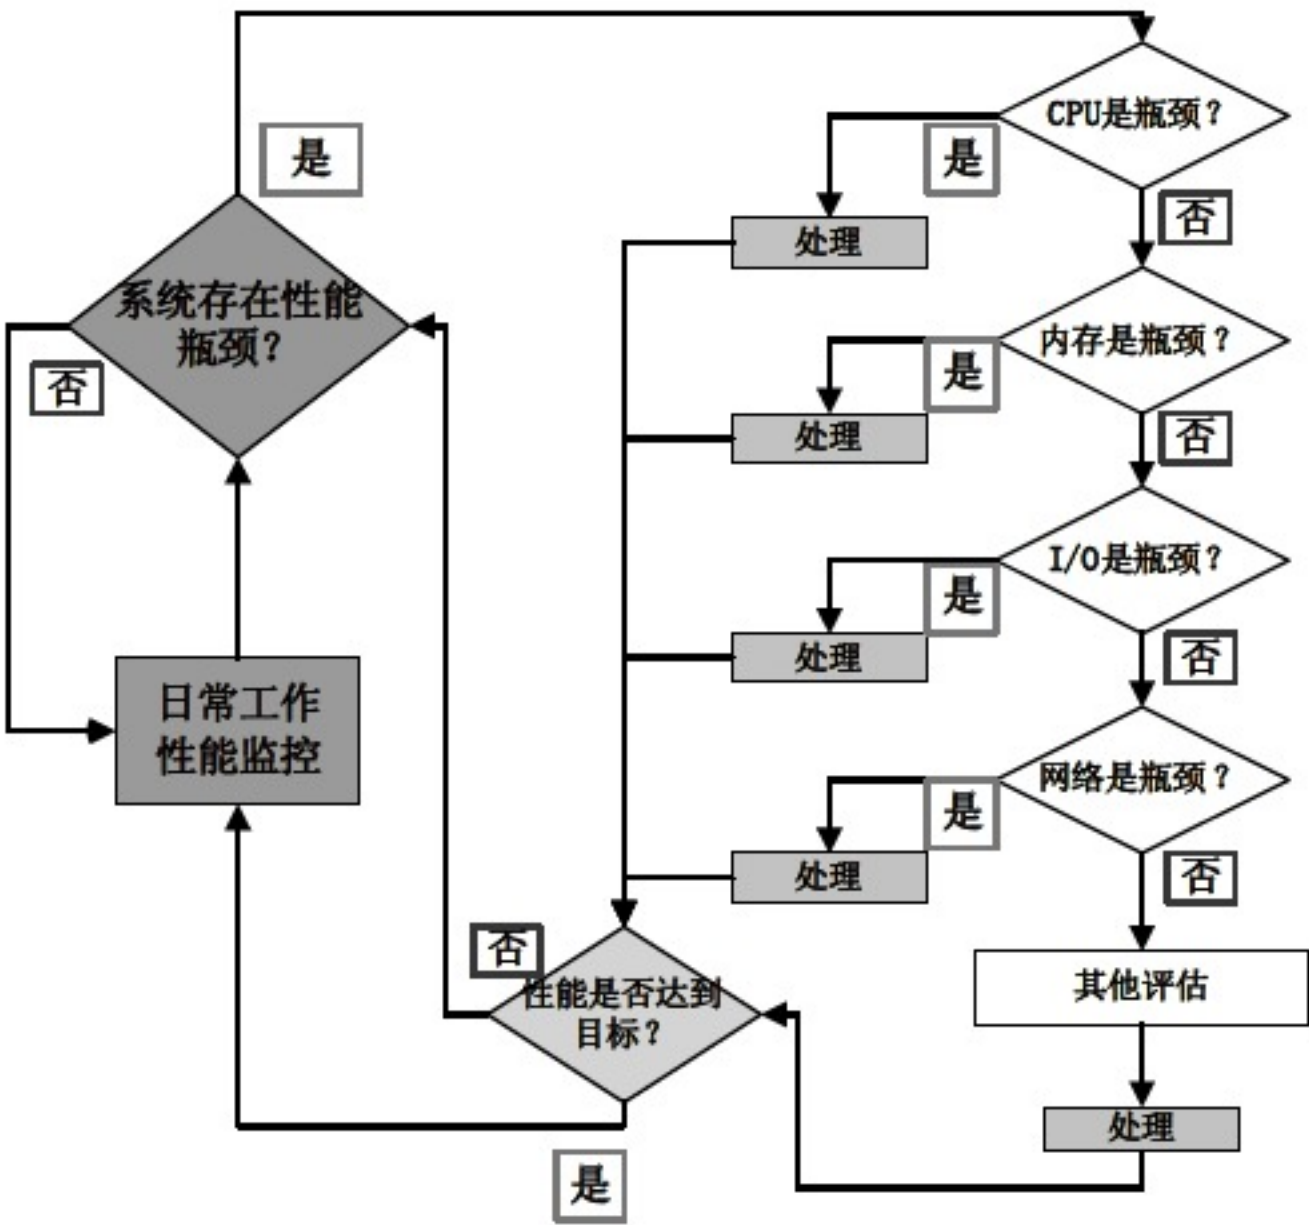 CPU是瓶颈？
是
是
否
处理
系统存在性能
瓶颈？
内存是瓶颈？
否
是
处理
否
I/O是瓶颈？
是
处理
否
日常工作
性能监控
网络是瓶颈？
是
处理
否
否
性能是否达到
目标？
其他评估
处理
是